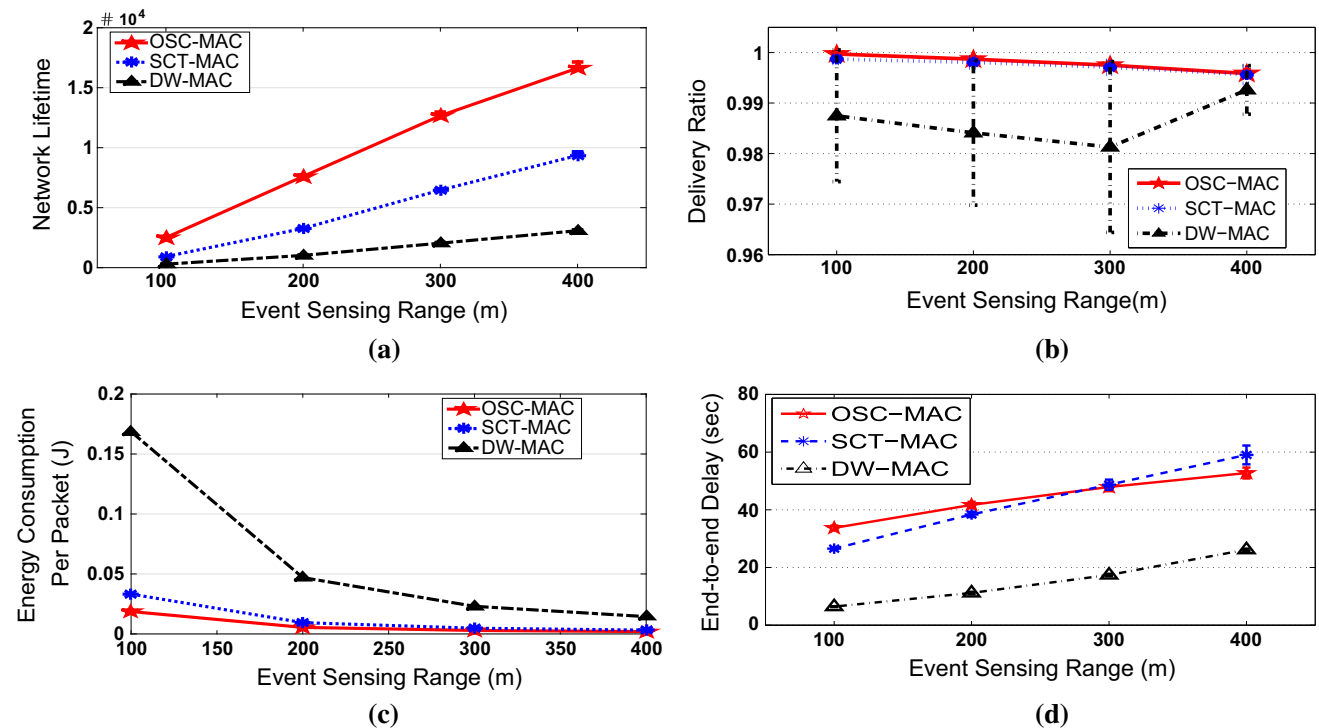 # 10^4
2
1.5
1
0.5
0
Network Lifetime
OSC-MAC
SCT-MAC
DW-MAC
100 200 300 400
Event Sensing Range (m)
(a)
1
0.99
0.98
0.97
0.96
Delivery Ratio
OSC−MAC
SCT−MAC
DW−MAC
100 200 300 400
Event Sensing Range(m)
(b)
0.2
0.15
0.1
0.05
0
Energy Consumption
Per Packet (J)
OSC-MAC
SCT-MAC
DW-MAC
100 150 200 250 300 350 400
Event Sensing Range (m)
(c)
80
60
40
20
0
End-to-end Delay (sec)
OSC−MAC
SCT−MAC
DW−MAC
100 200 300 400
Event Sensing Range (m)
(d)